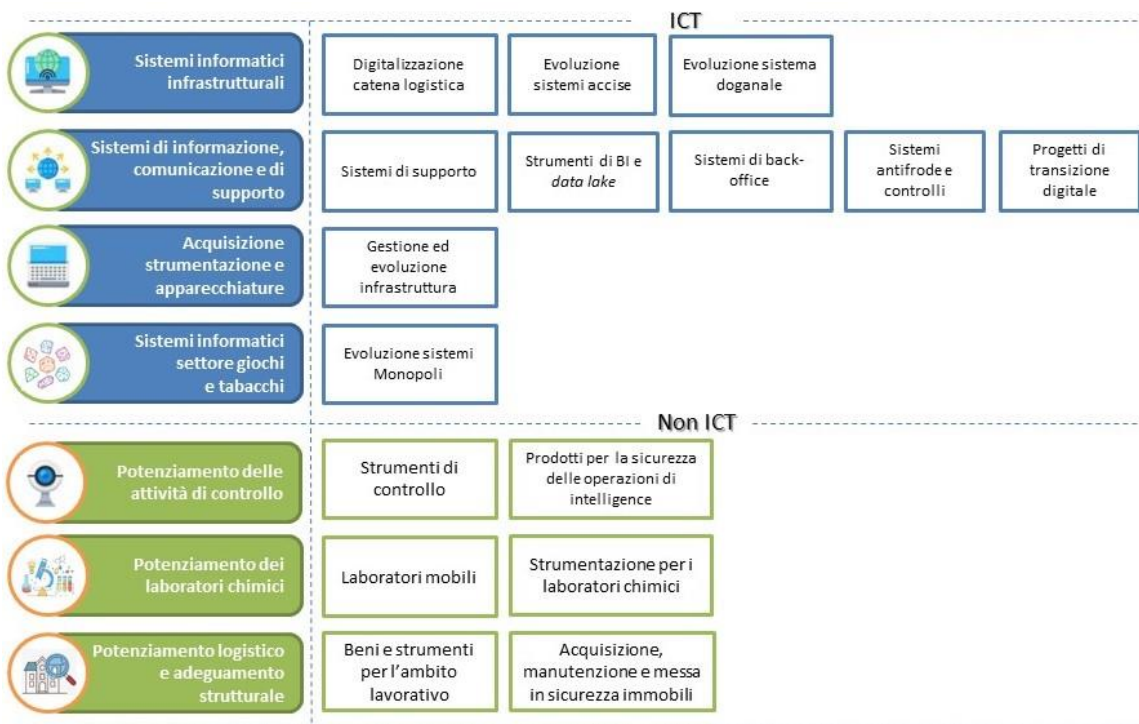 ICT
Sistemi informatici
infrastrutturali
Digitalizzazione
catena logistica
Evoluzione
sistemi accise
Evoluzione sistema
doganale
Sistemi di informazione,
comunicazione e di
supporto
Sistemi di supporto
Strumenti di BI e
data lake
Sistemi di back-
office
Sistemi
antifrode e
controlli
Progetti di
transizione
digitale
Acquisizione
strumentazione e
apparecchiature
Gestione ed
evoluzione
infrastruttura
Sistemi informatici
settore giochi
e tabacchi
Evoluzione sistemi
Monopoli
Non ICT
Potenziamento delle
attività di controllo
Strumenti di
controllo
Prodotti per la sicurezza
delle operazioni di
intelligence
Potenziamento dei
laboratori chimici
Laboratori mobili
Strumentazione per i
laboratori chimici
Potenziamento logistico
e adeguamento
strutturale
Beni e strumenti
per l'ambito
lavorativo
Acquisizione,
manutenzione e messa
in sicurezza immobili